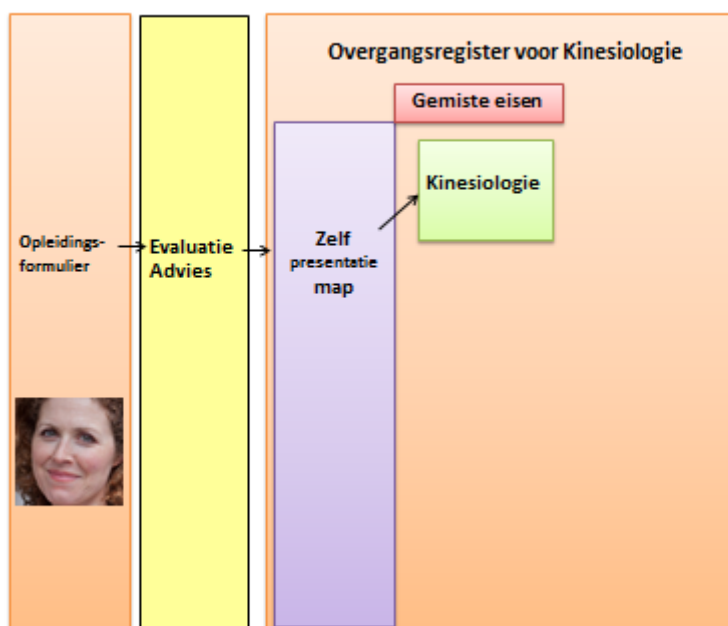 Overgangsregister voor Kinesiologie
Gemiste eisen
Kinesiologie
Opleidings-
formulier
Evaluatie
Advies
Zelf
presentatie
map